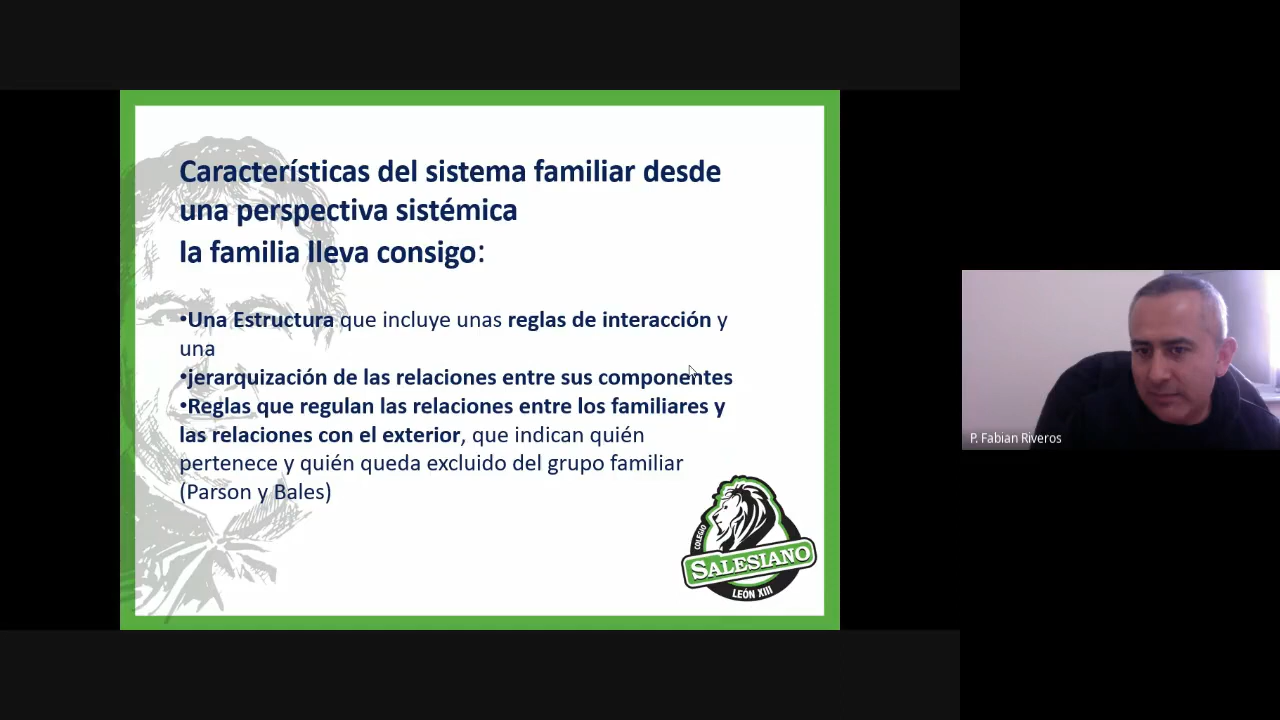 Características del sistema familiar desde
una perspectiva sistémica
la familia lleva consigo:
•Una Estructura que incluye unas reglas de interacción y
una
•jerarquización de las relaciones entre sus componentes
•Reglas que regulan las relaciones entre los familiares y
las relaciones con el exterior, que indican quién
pertenece y quién queda excluido del grupo familiar
(Parson y Bales)
COLEGIO
SALESIANO
LEÓN XIII
P. Fabian Riveros